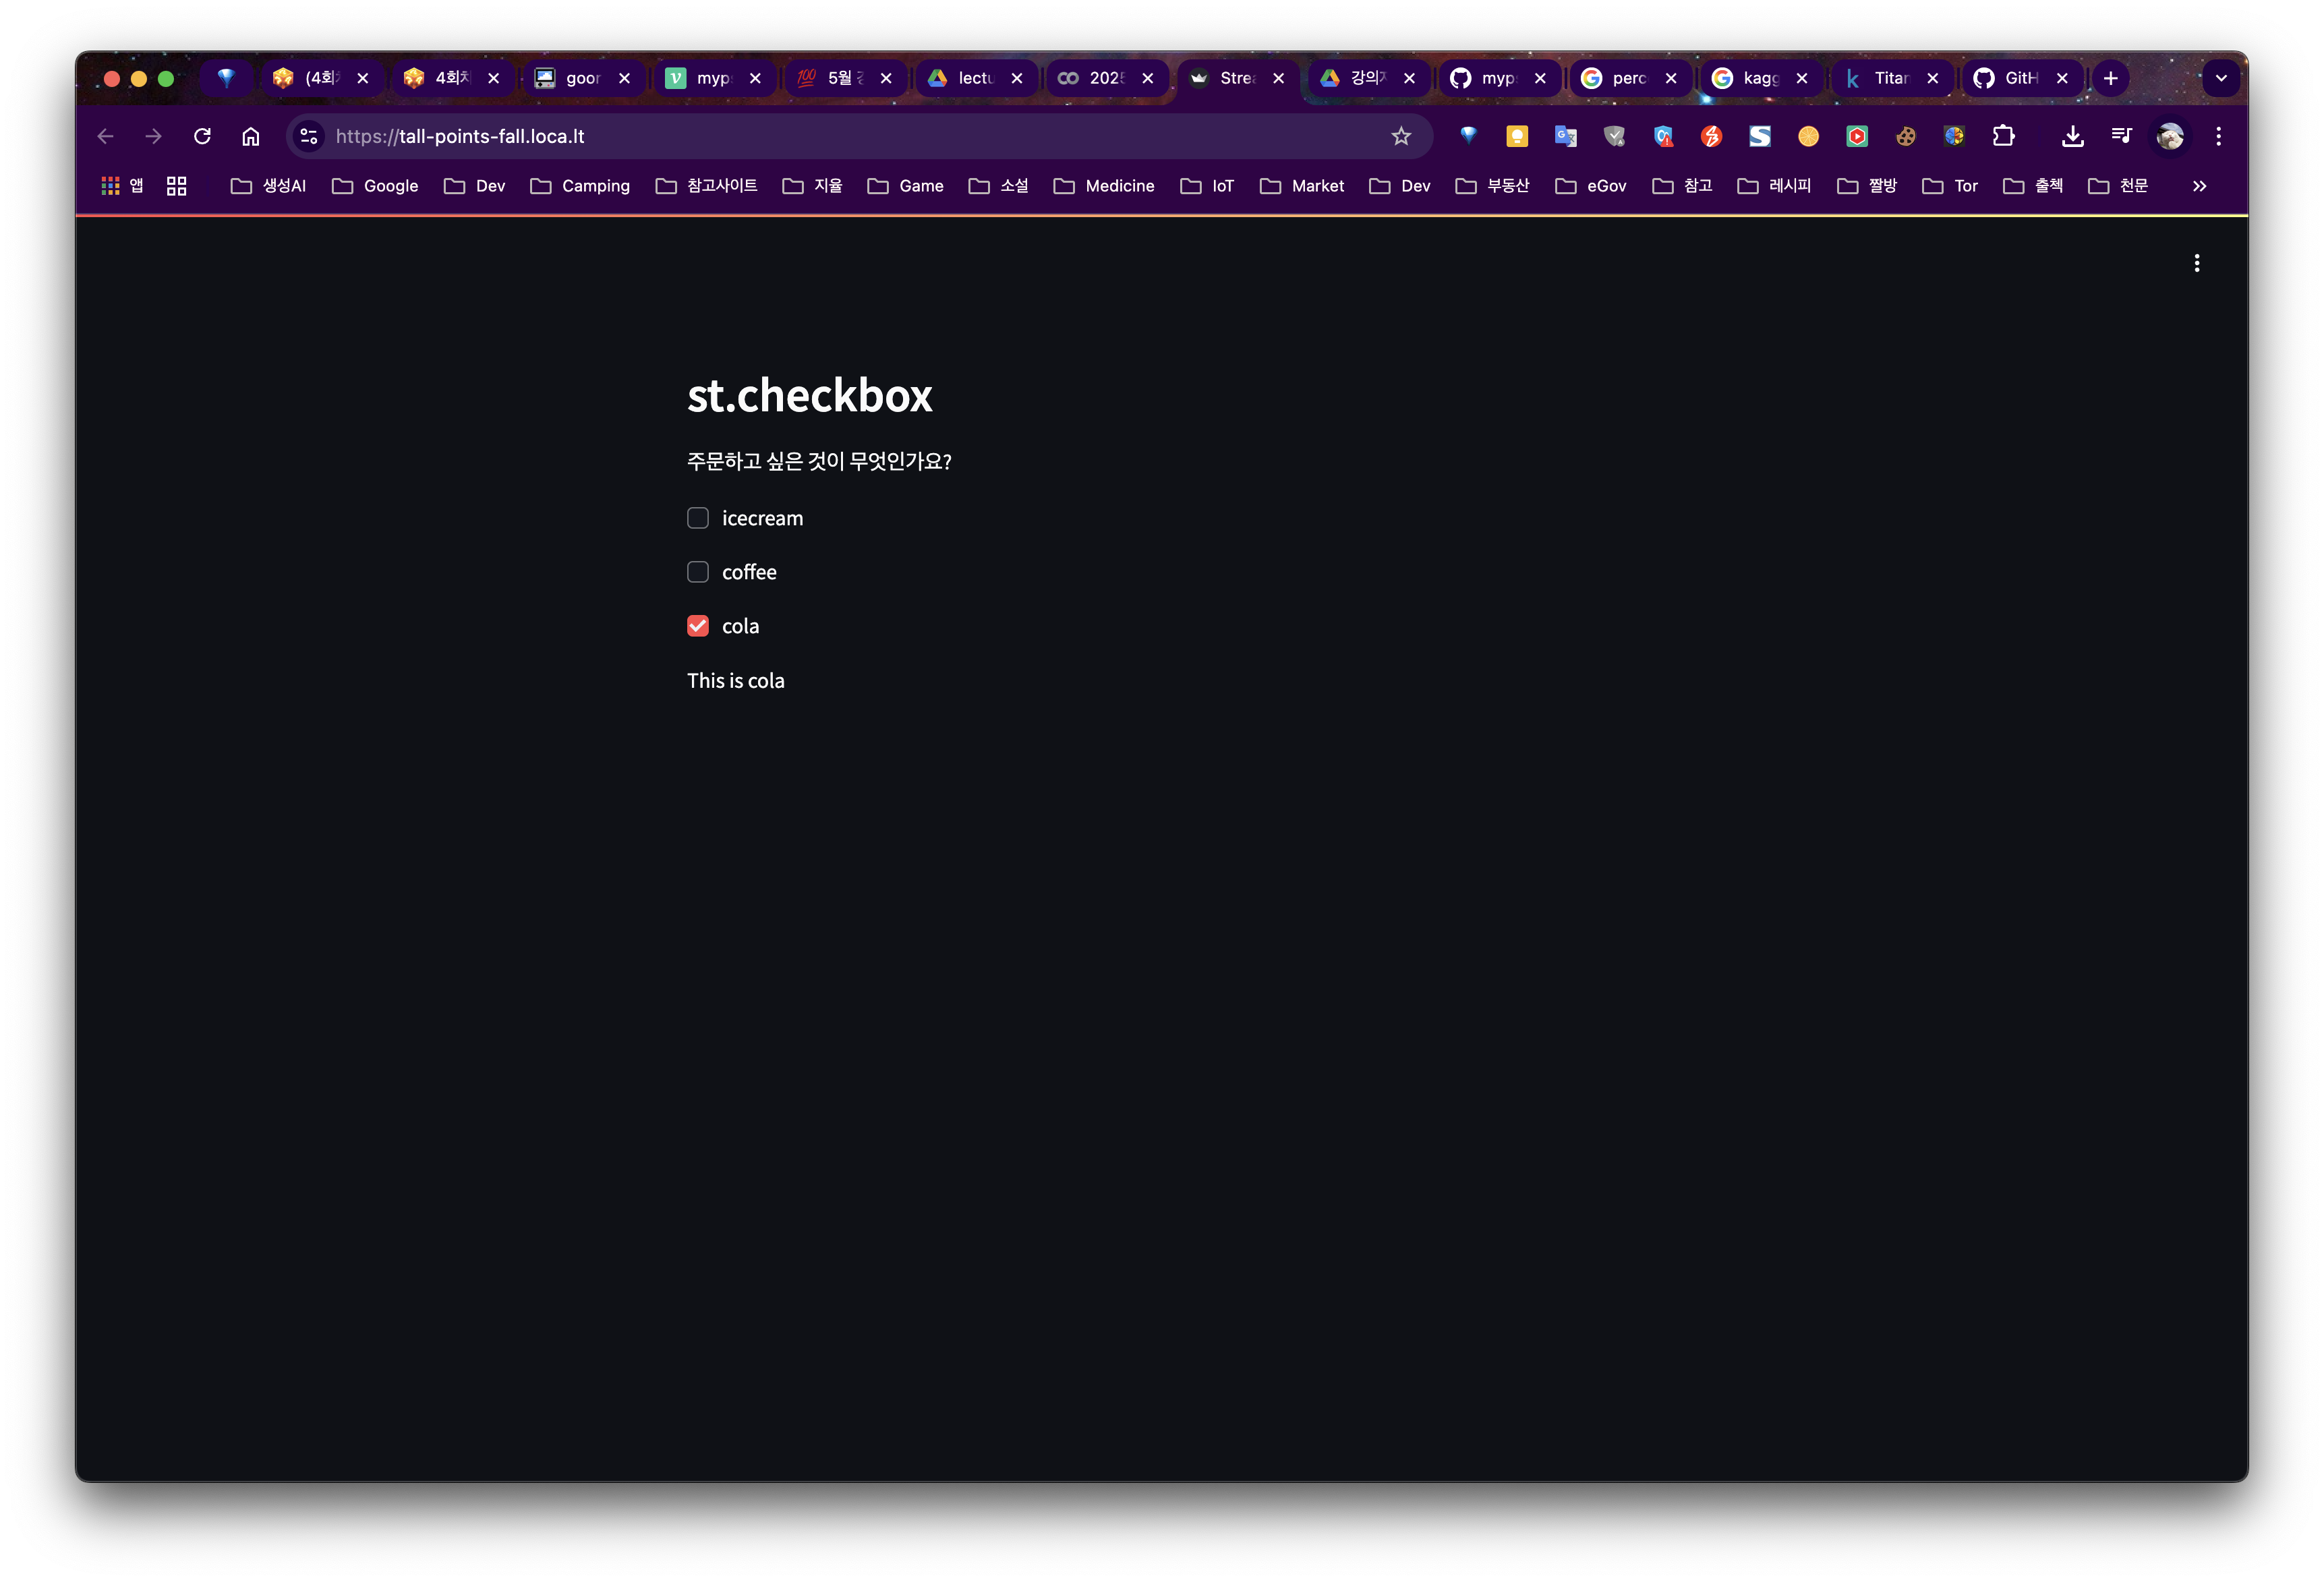 (4회차
4회차
goor
myp
5월
lectu
2025
Strea
강의
myp
perc
kagg
Titan
GitH
https://tall-points-fall.loca.lt
앱
생성AI
Google
Dev
Camping
참고사이트
지율
Game
소설
Medicine
IoT
Market
Dev
부동산
eGov
참고
레시피
짤방
Tor
출첵
천문
st.checkbox
주문하고 싶은 것이 무엇인가요?
icecream
coffee
cola
This is cola